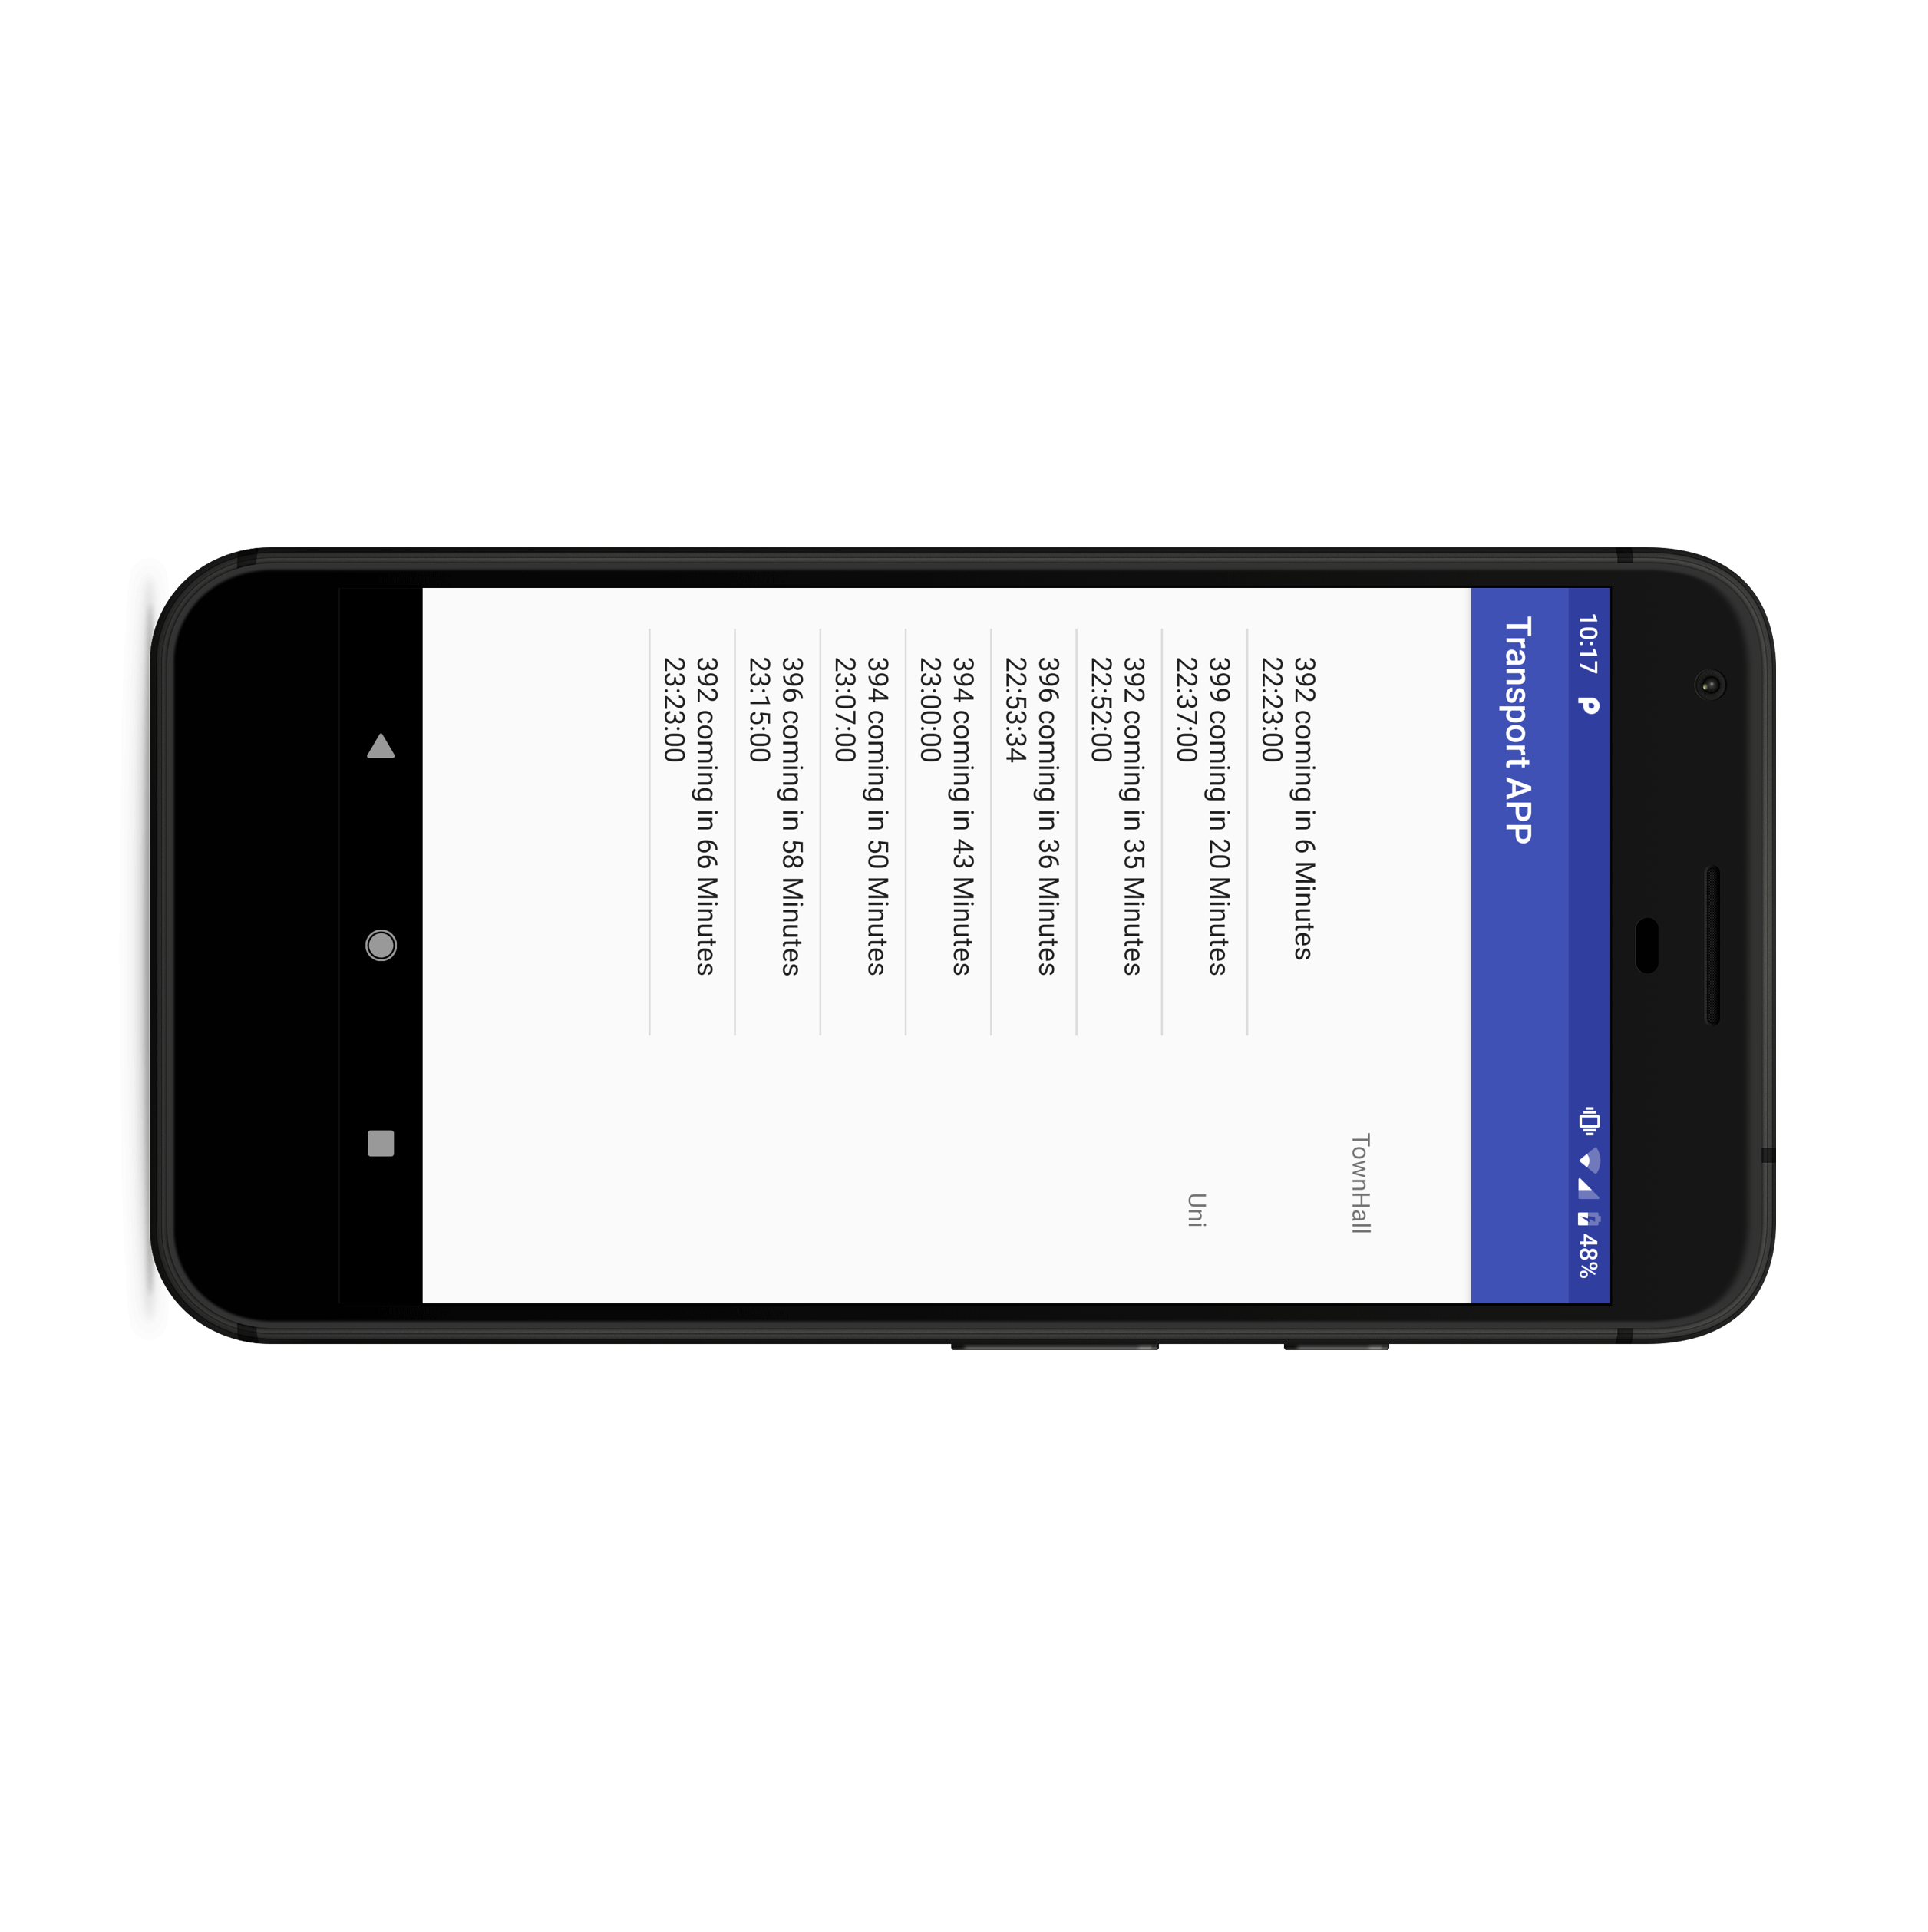 10:17
48%
Transport APP
TownHall
392 coming in 6 Minutes
22:23:00
399 coming in 20 Minutes
22:37:00
Uni
392 coming in 35 Minutes
22:52:00
396 coming in 36 Minutes
22:53:34
394 coming in 43 Minutes
23:00:00
394 coming in 50 Minutes
23:07:00
396 coming in 58 Minutes
23:15:00
392 coming in 66 Minutes
23:23:00